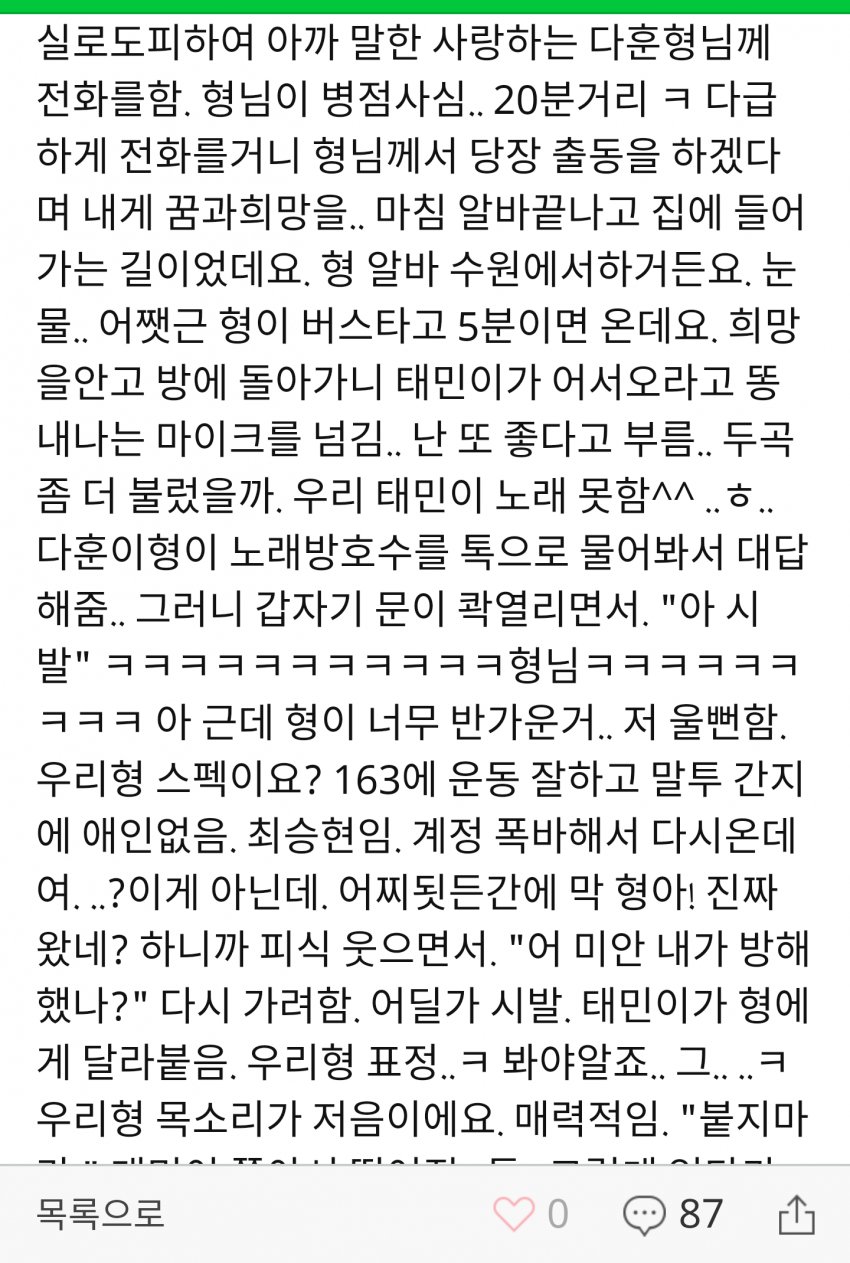 실로도피하여 아까 말한 사랑하는 다훈형님께
전화를함. 형님이 병점사심.. 20분거리 ㅋ 다급
하게 전화를거니 형님께서 당장 출동을 하겠다
며 내게 꿈과희망을.. 마침 알바끝나고 집에 들어
가는 길이었데요. 형 알바 수원에서하거든요. 눈
물.. 어쨋근 형이 버스타고 5분이면 온데요. 희망
을안고 방에 돌아가니 태민이가 어서오라고 똥
내나는 마이크를 넘김.. 난 또 좋다고 부름.. 두곡
좀 더 불렀을까. 우리 태민이 노래 못함^^ ..ㅎ..
다훈이형이 노래방호수를 톡으로 물어봐서 대답
해줌.. 그러니 갑자기 문이 콱열리면서. "아 시
발" ㅋㅋㅋㅋㅋㅋㅋㅋㅋㅋㅋ형님ㅋㅋㅋㅋㅋㅋ
ㅋㅋㅋ 아 근데 형이 너무 반가운거.. 저 울뻔함.
우리형 스펙이요? 163에 운동 잘하고 말투 간지
에 애인없음. 최승현임. 계정 폭바해서 다시온데
여. ..?이게 아닌데. 어찌됫든간에 막 형아! 진짜
왔네? 하니까 피식 웃으면서. "어 미안 내가 방해
했나?" 다시 가려함. 어딜가 시발. 태민이가 형에
게 달라붙음. 우리형 표정..ㅋ 봐야알죠.. 그.. ..ㅋ
우리형 목소리가 저음이에요. 매력적임. "붙지마
목록으로 0 87